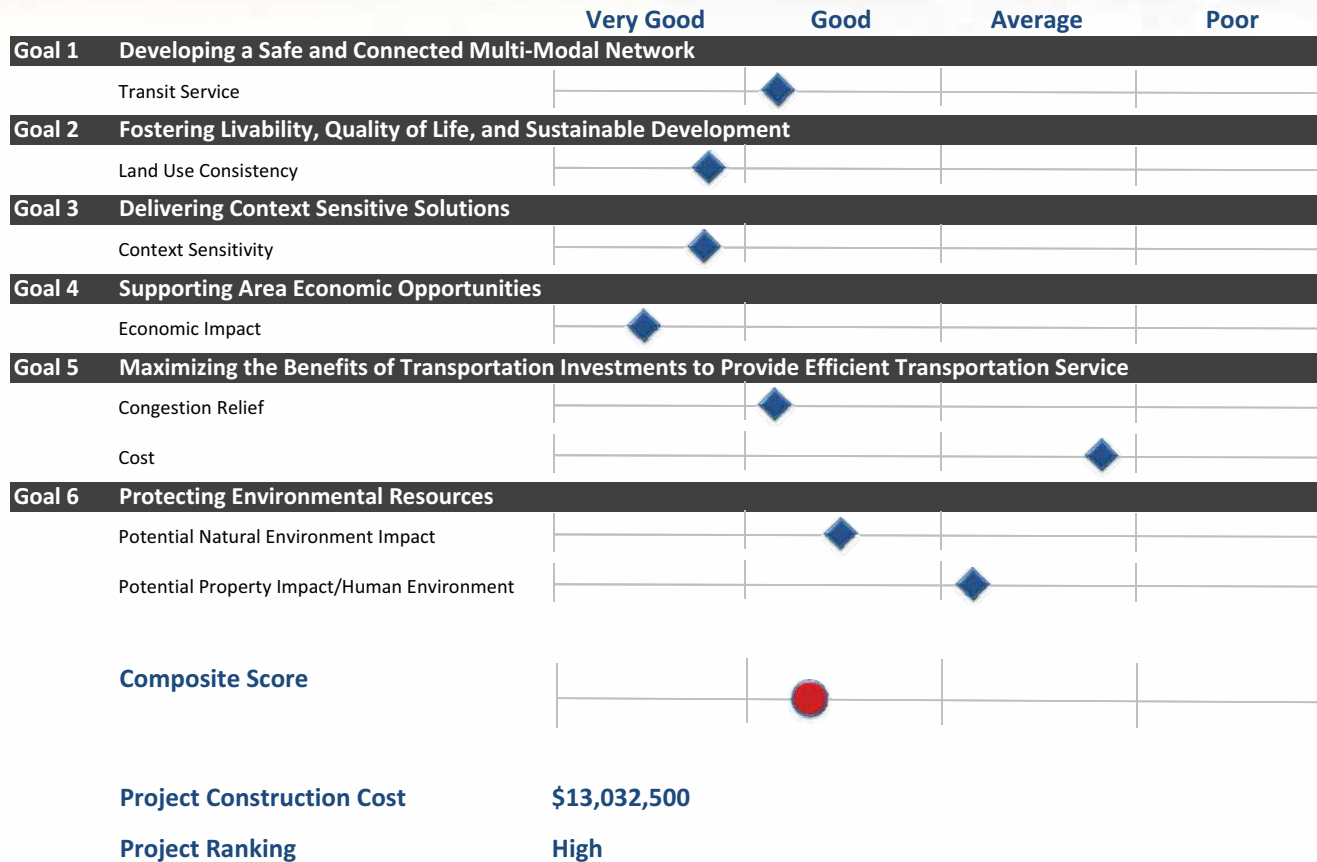 Very Good Good Average Poor
Goal 1 Developing a Safe and Connected Multi-Modal Network
Transit Service
Goal 2 Fostering Livability, Quality of Life, and Sustainable Development
Land Use Consistency
Goal 3 Delivering Context Sensitive Solutions
Context Sensitivity
Goal 4 Supporting Area Economic Opportunities
Economic Impact
Goal 5 Maximizing the Benefits of Transportation Investments to Provide Efficient Transportation Service
Congestion Relief
Cost
Goal 6 Protecting Environmental Resources
Potential Natural Environment Impact
Potential Property Impact/Human Environment
Composite Score
Project Construction Cost $13,032,500
Project Ranking High